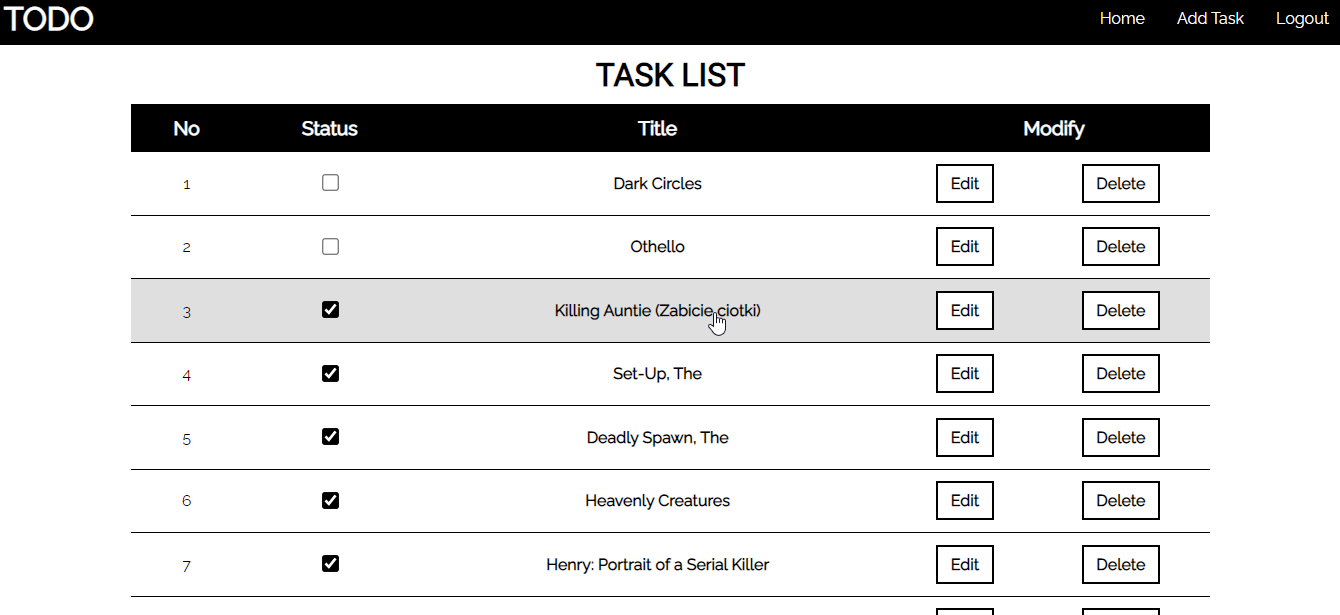 TODO Home Add Task Logout
TASK LIST
No Status Title Modify
1 Dark Circles Edit Delete
2 Othello Edit Delete
3 Killing Auntie (Zabicie ciotki) Edit Delete
4 Set-Up, The Edit Delete
5 Deadly Spawn, The Edit Delete
6 Heavenly Creatures Edit Delete
7 Henry: Portrait of a Serial Killer Edit Delete